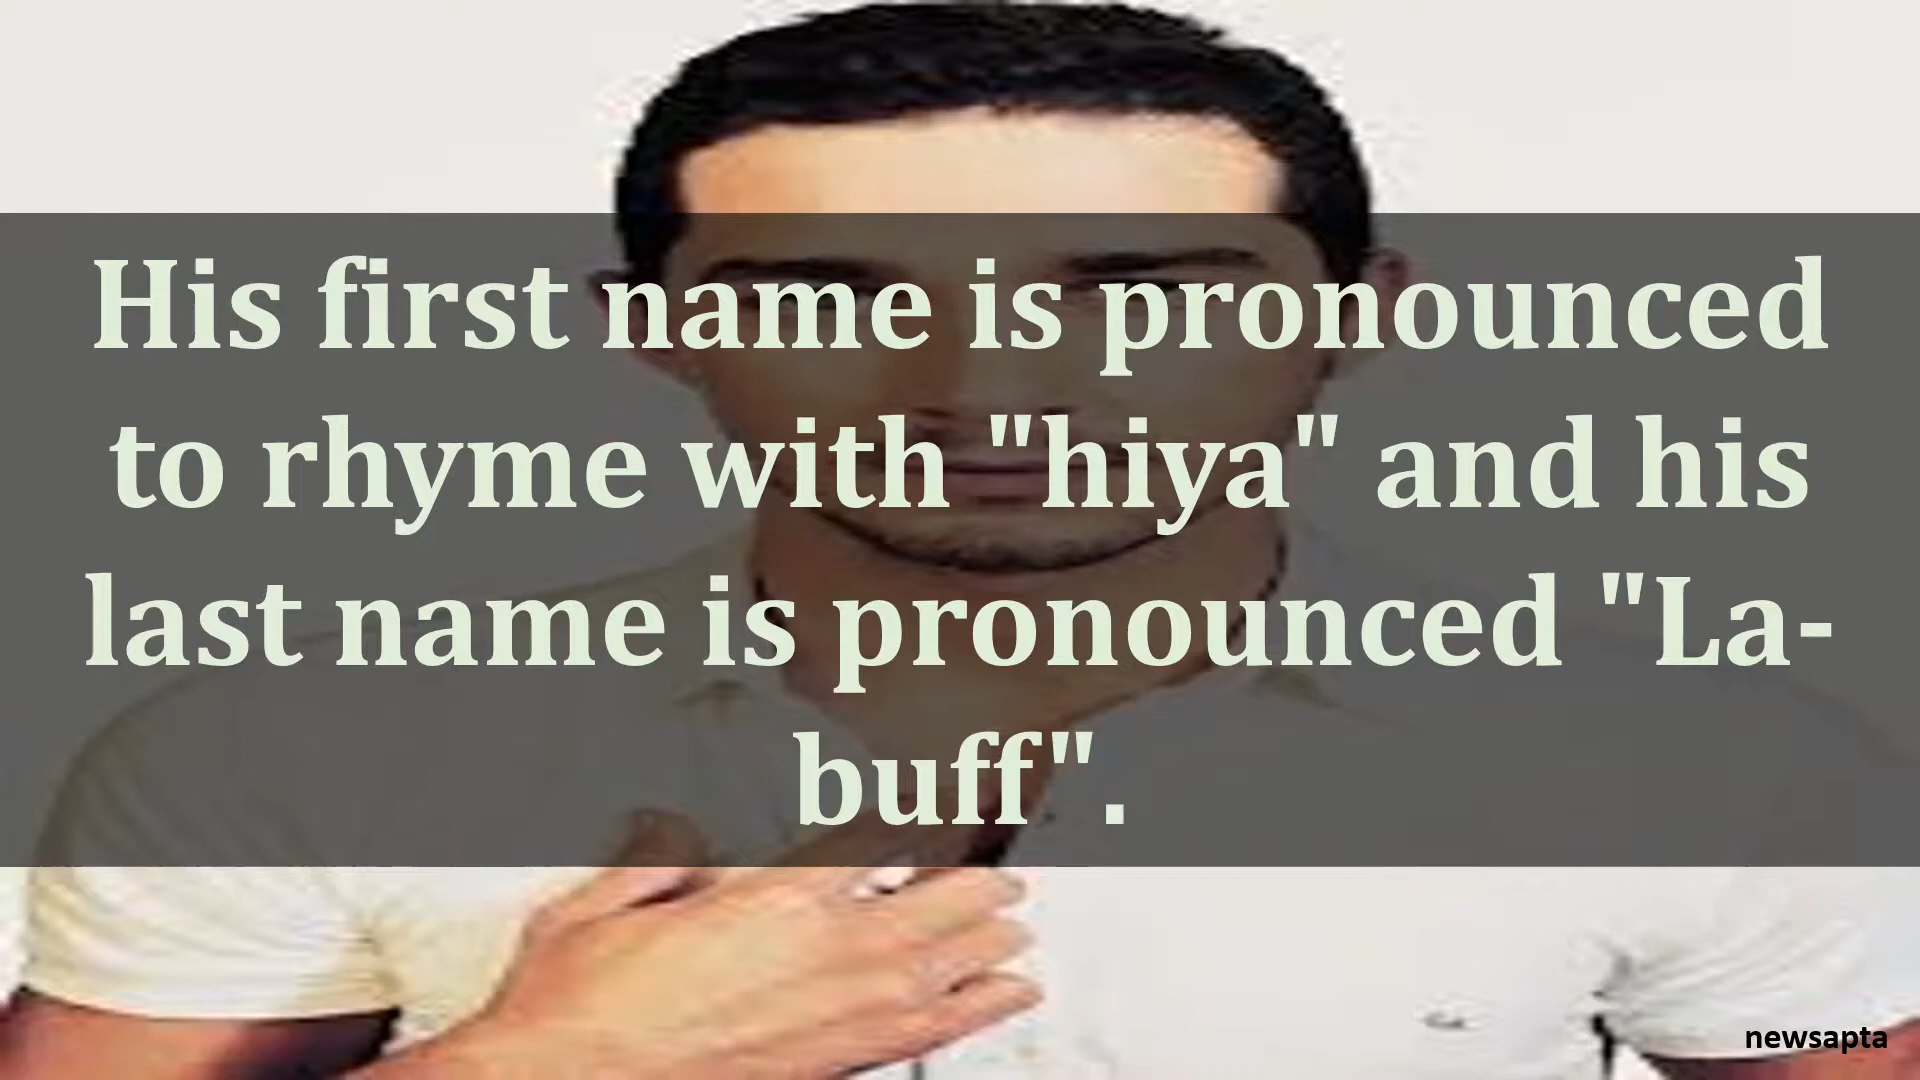 His first name is pronounced
to rhyme with "hiya" and his
last name is pronounced "La-
buff".
newsapta